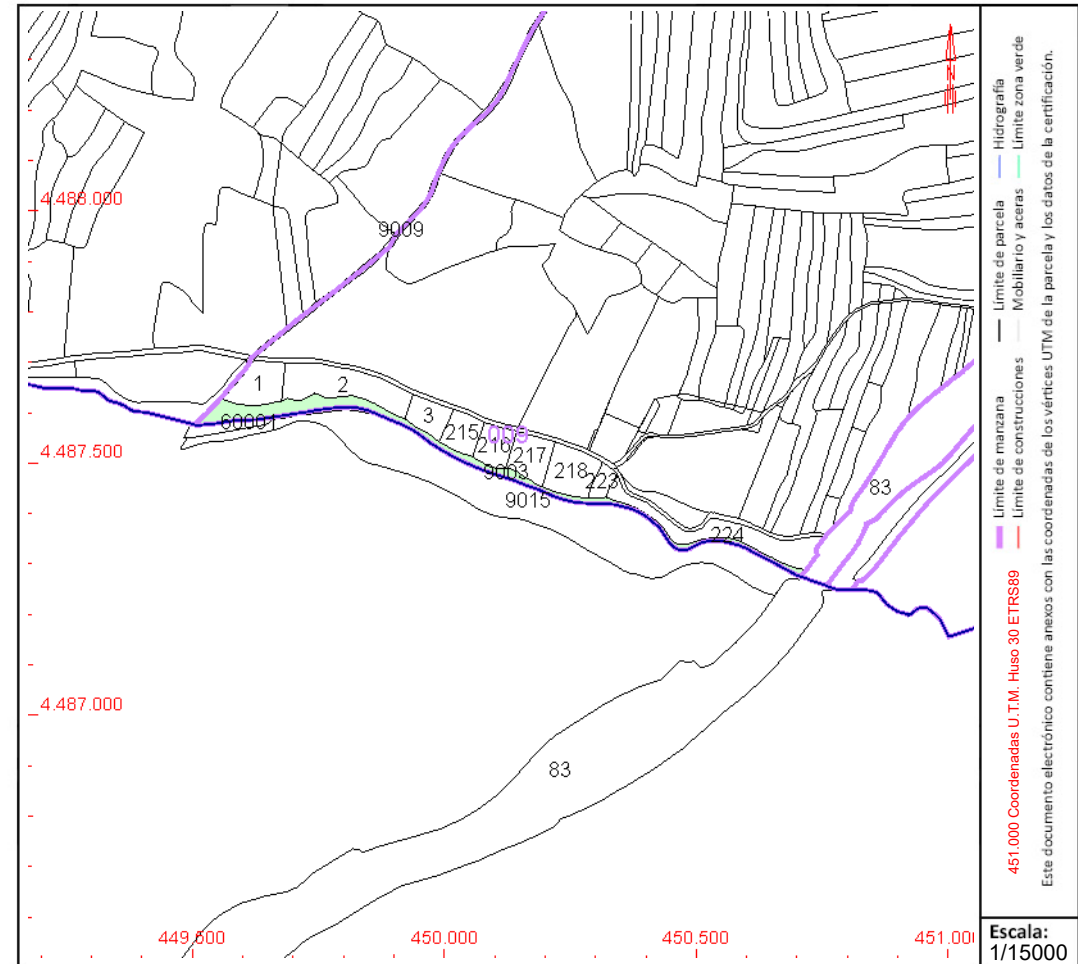 4.488.000
9009
1
2
60001
3
215
009
216
217
9003
218
223
9015
4.487.500
83
224
4.487.000
83
449.500
450.000
450.500
Límite de manzana
Límite de parcela
Hidrografía
Límite de construcciones
Mobiliario y aceras
Límite zona verde
451.000 Coordenadas U.T.M. Huso 30 ETRS89
Este documento electrónico contiene anexos con las coordenadas de los vértices UTM de la parcela y los datos de la certificación.
Escala:
1/15000